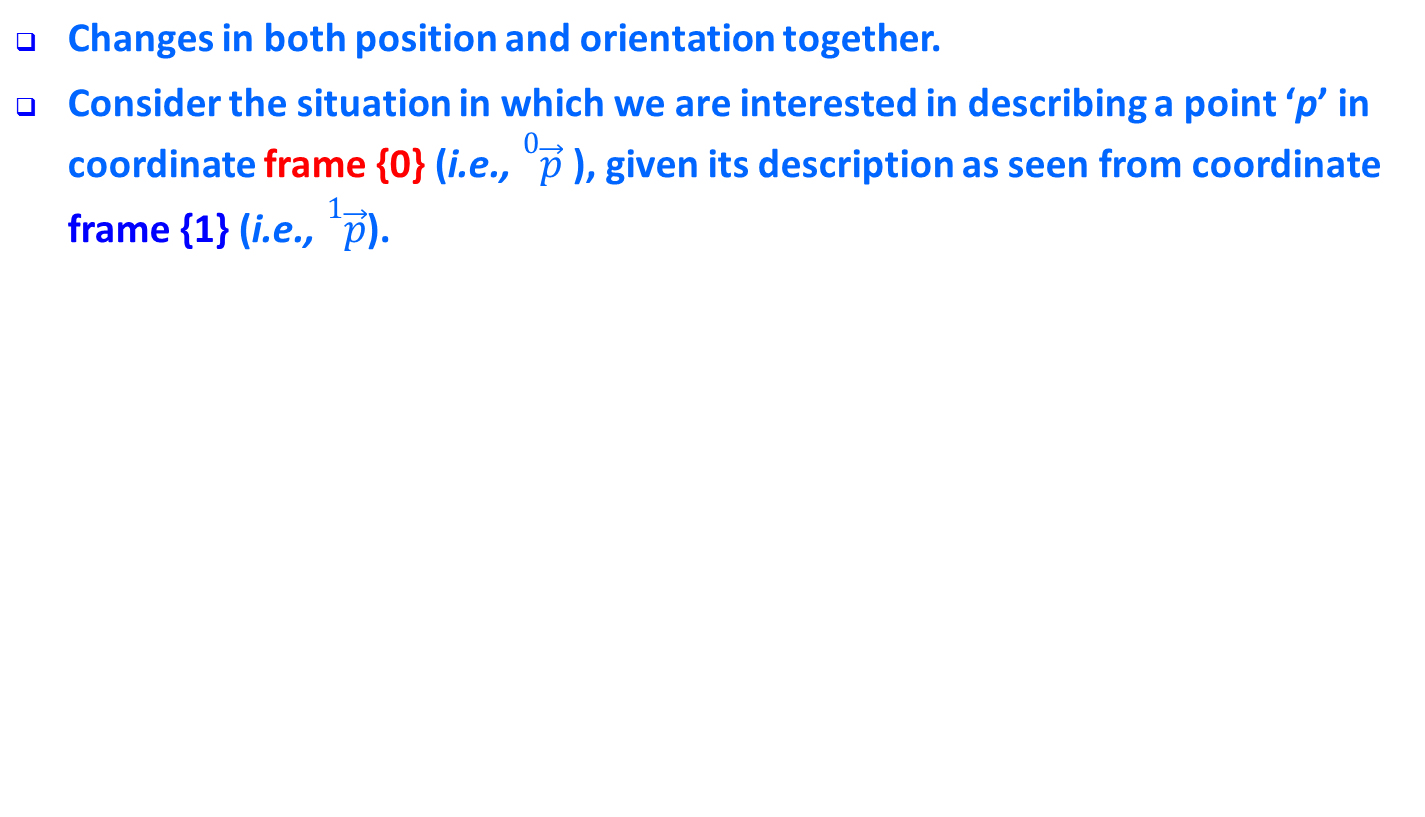 ❑ Changes in both position and orientation together.
❑ Consider the situation in which we are interested in describing a point ‘p’ in
coordinate frame {0} (i.e., ⁰p⃗ ), given its description as seen from coordinate
frame {1} (i.e., ¹p⃗).